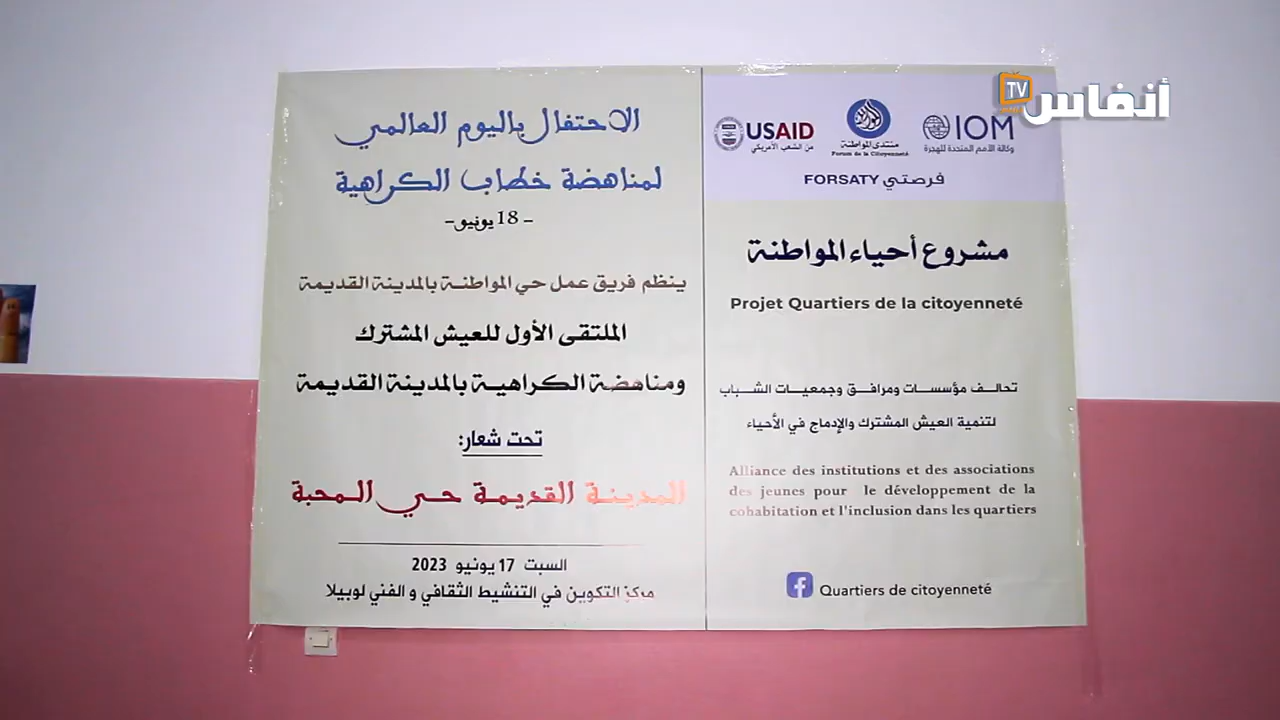 أنفاس TV
الاحتفال باليوم العالمي
لمناهضة خطاب الكراهية
- 18 يونيو-
ينظم فريق عمل حي المواطنة بالمدينة القديمة
الملتقى الأول للعيش المشترك
ومناهضة الكراهية بالمدينة القديمة
تحت شعار:
المدينة القديمة حي المحبة
السبت 17 يونيو 2023
مركز التكوين في التنشيط الثقافي و الفني لوبيلا
USAID
من الشعب الأمريكي
منتدى المواطنة
Forum de la Citoyenneté
IOM
وكالة الأمم المتحدة للهجرة
FORSATY فرصتي
مشروع أحياء المواطنة
Projet Quartiers de la citoyenneté
تحالف مؤسسات ومرافق وجمعيات الشباب
لتنمية العيش المشترك والإدماج في الأحياء
Alliance des institutions et des associations
des jeunes pour le développement de la
cohabitation et l'inclusion dans les quartiers
Quartiers de citoyenneté